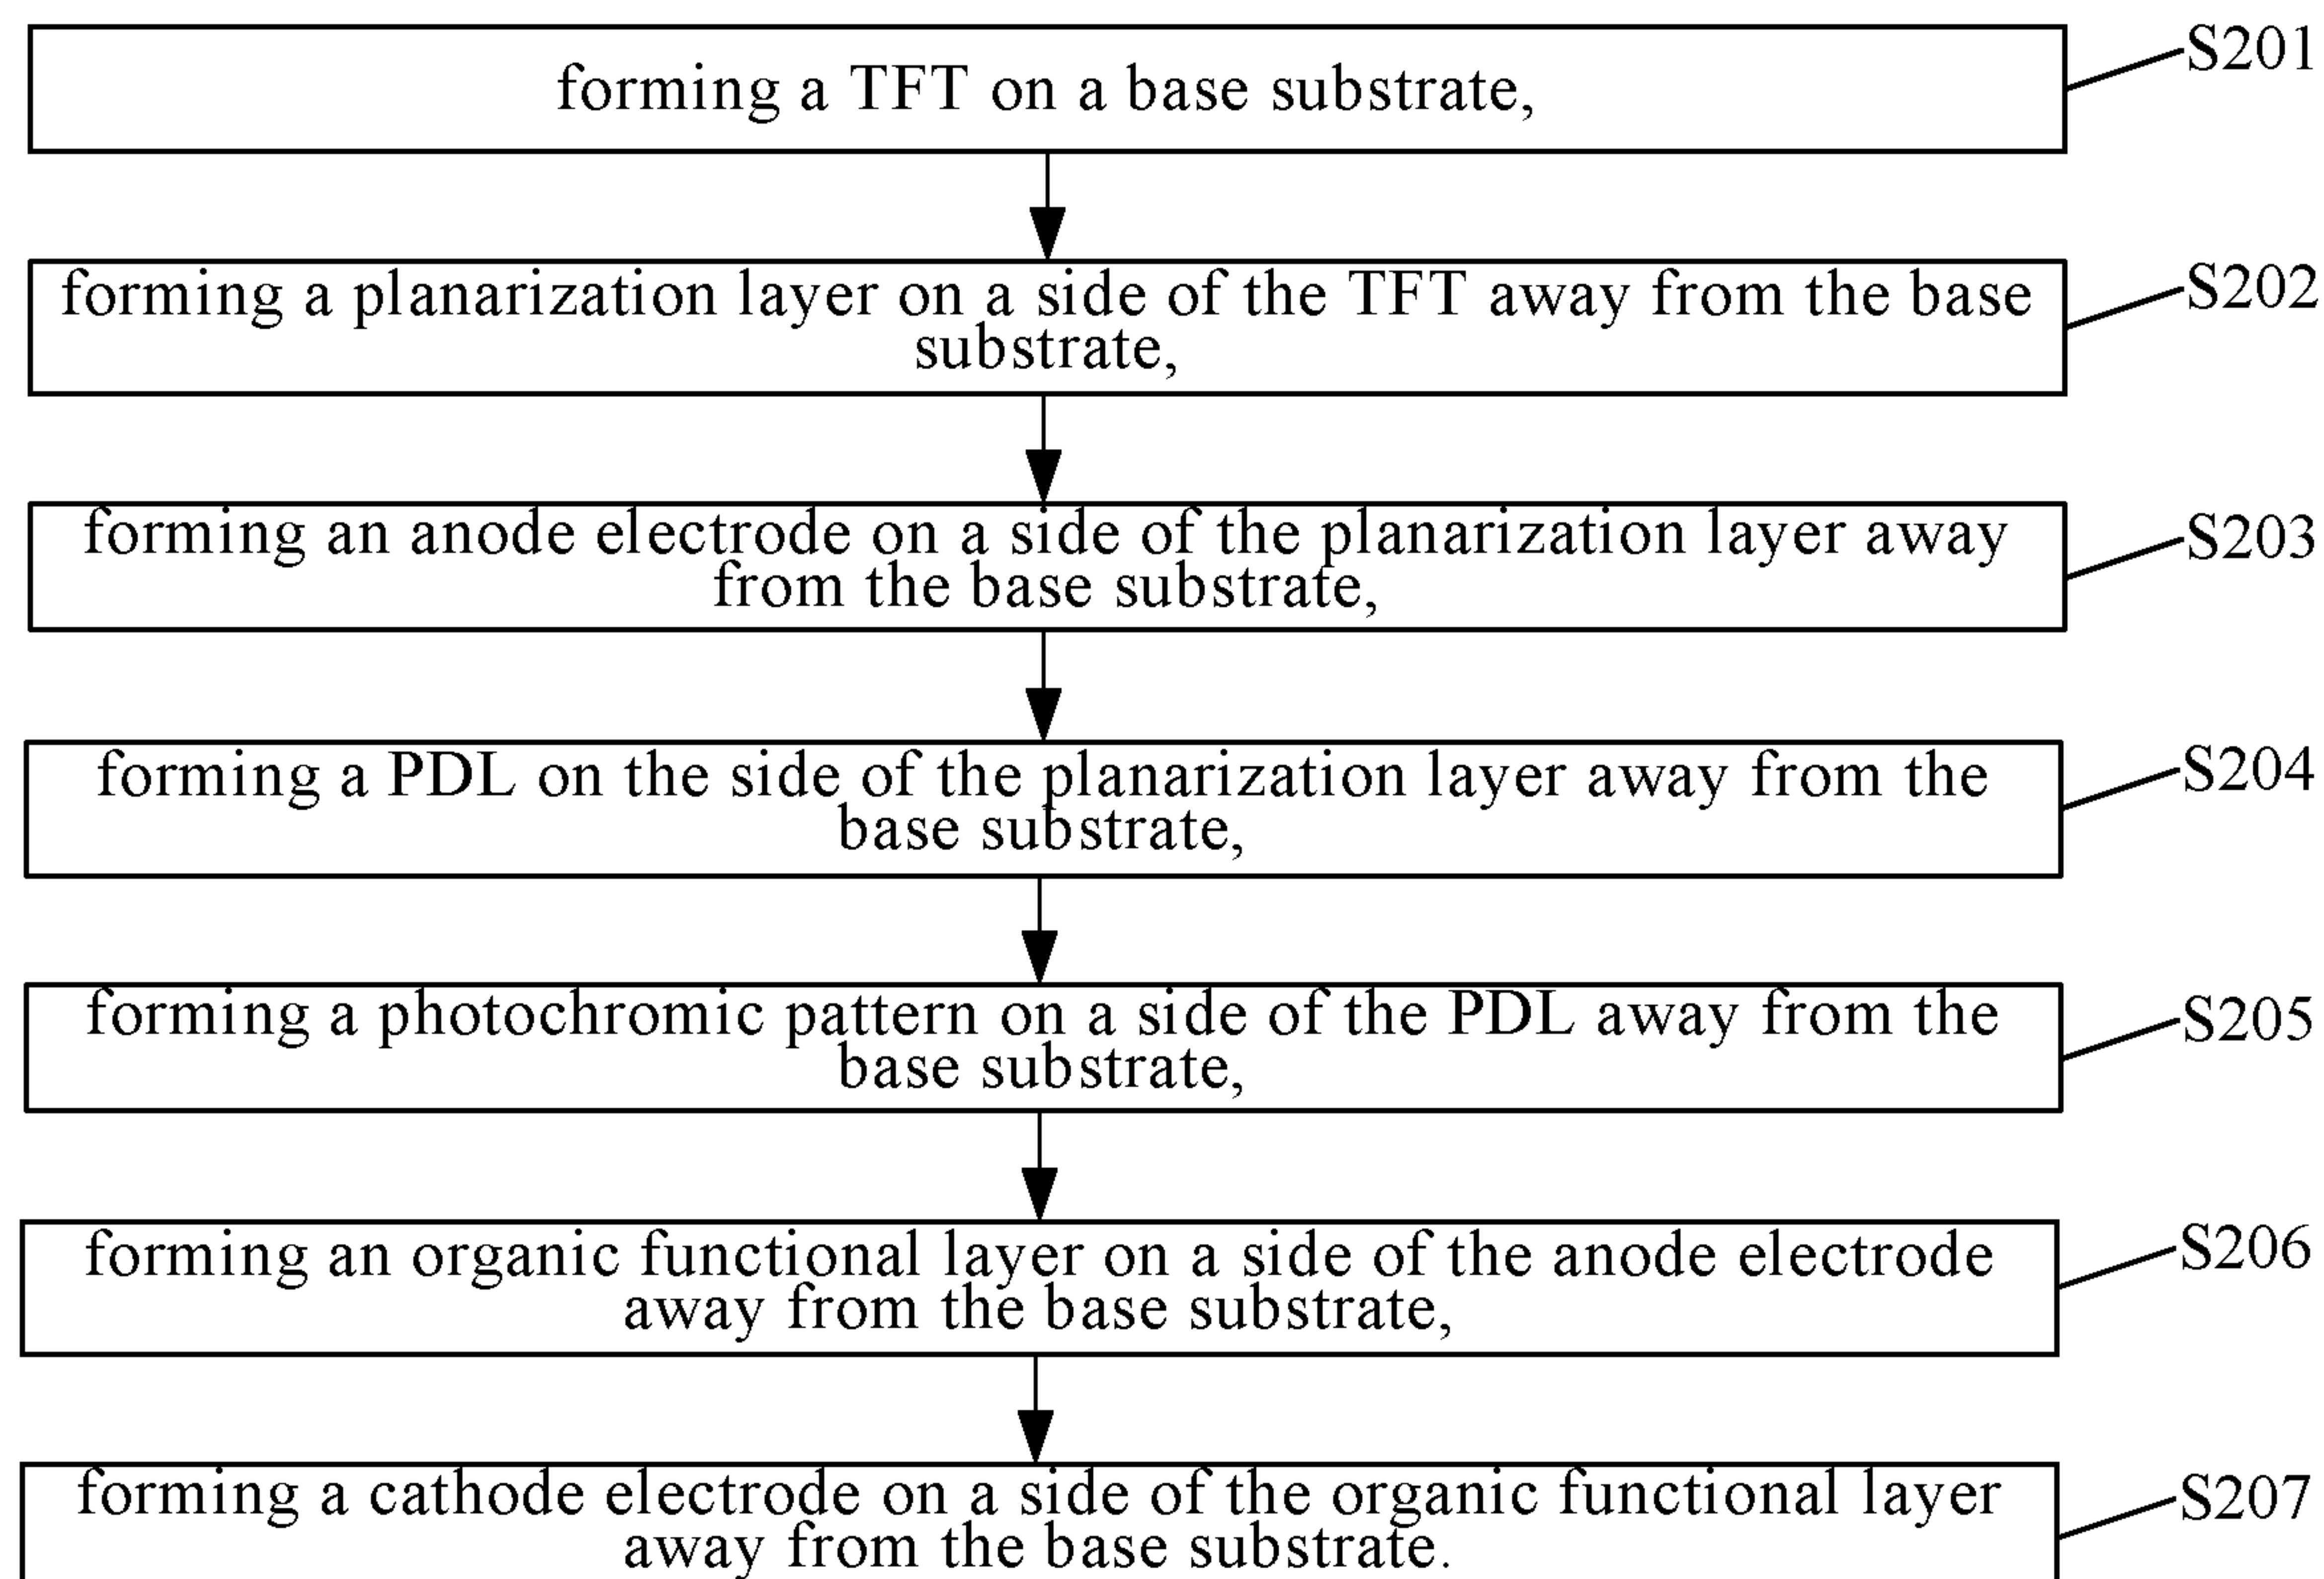 forming a TFT on a base substrate,
S201
forming a planarization layer on a side of the TFT away from the base
substrate,
S202
forming an anode electrode on a side of the planarization layer away
from the base substrate,
S203
forming a PDL on the side of the planarization layer away from the
base substrate,
S204
forming a photochromic pattern on a side of the PDL away from the
base substrate,
S205
forming an organic functional layer on a side of the anode electrode
away from the base substrate,
S206
forming a cathode electrode on a side of the organic functional layer
away from the base substrate.
S207